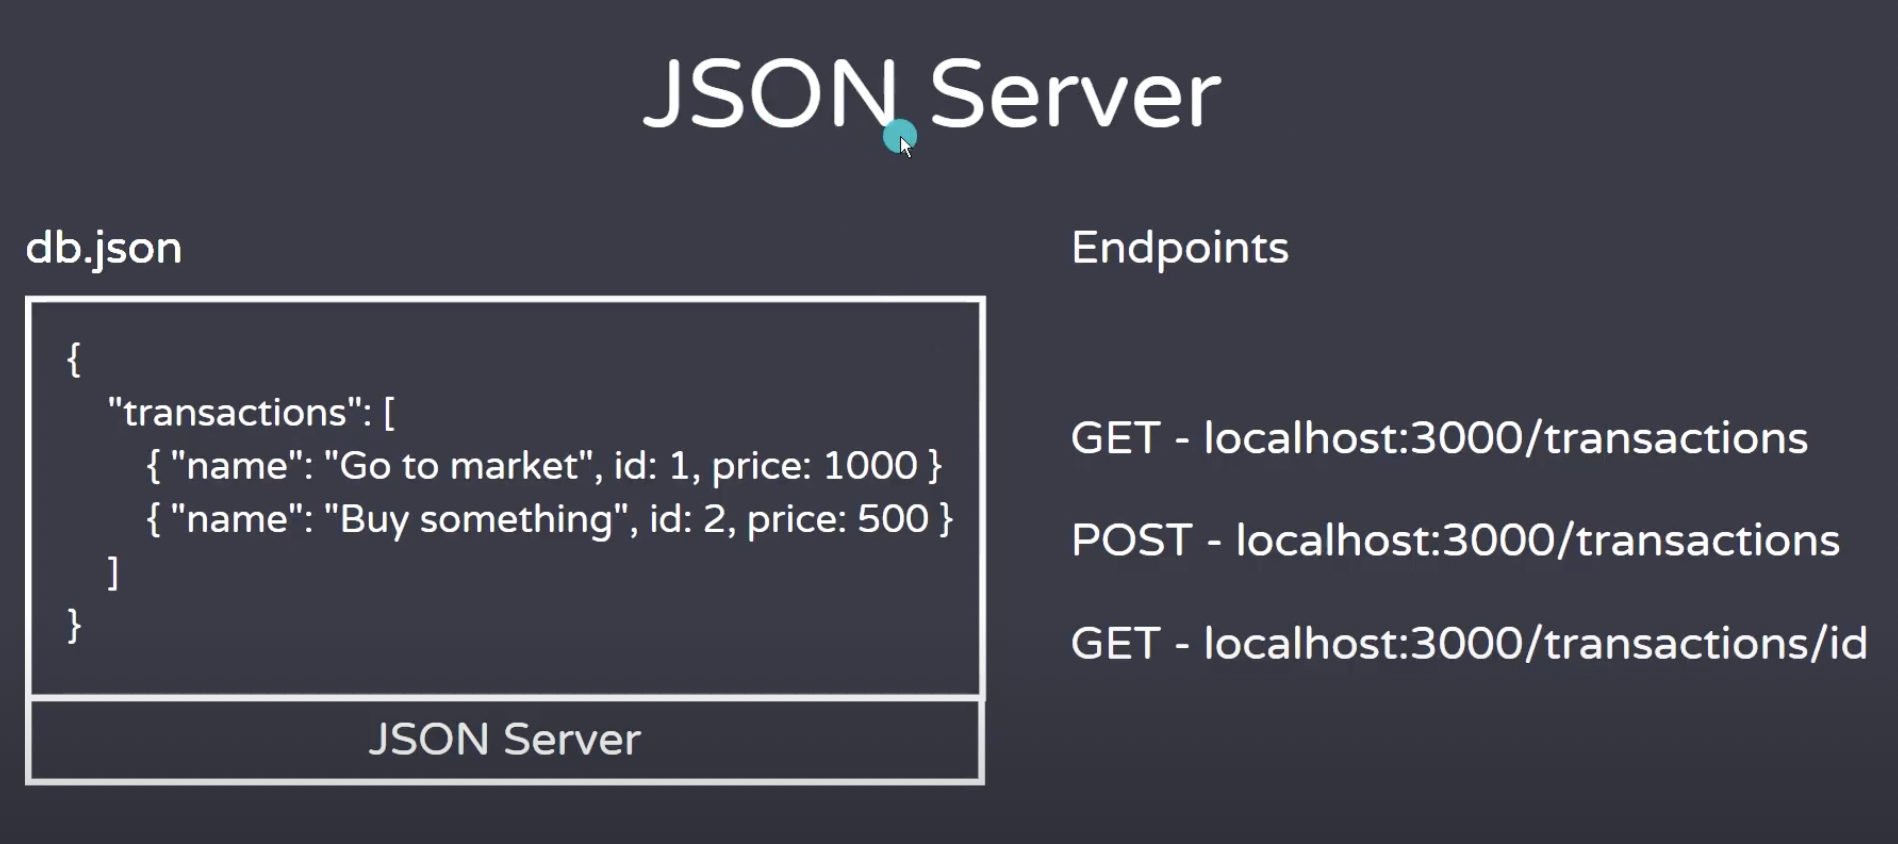 JSON Server
db.json
{
"transactions": [
{ "name": "Go to market", id: 1, price: 1000 }
{ "name": "Buy something", id: 2, price: 500 }
]
}
JSON Server
Endpoints
GET - localhost:3000/transactions
POST - localhost:3000/transactions
GET - localhost:3000/transactions/id